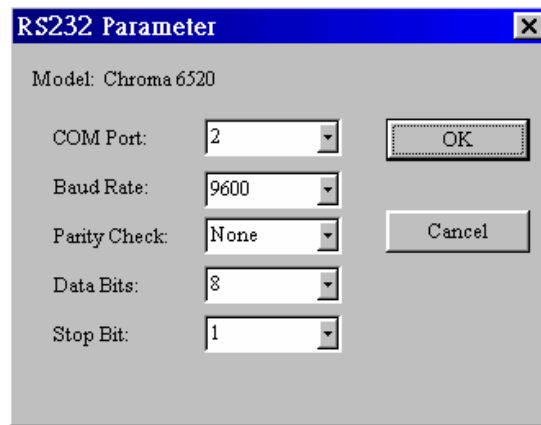 RS232 Parameter
Model: Chroma 6520
COM Port: 2
OK
Baud Rate: 9600
Parity Check: None
Cancel
Data Bits: 8
Stop Bit: 1